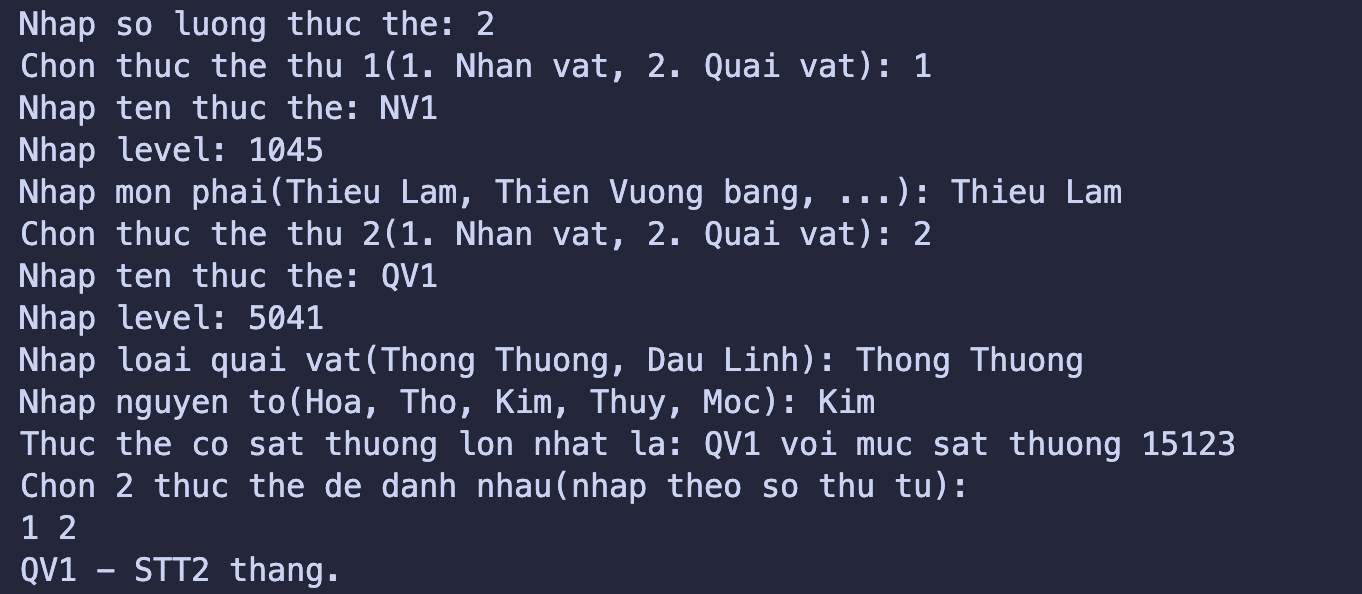 Nhap so luong thuc the: 2
Chon thuc the thu 1(1. Nhan vat, 2. Quai vat): 1
Nhap ten thuc the: NV1
Nhap level: 1045
Nhap mon phai(Thieu Lam, Thien Vuong bang, ...): Thieu Lam
Chon thuc the thu 2(1. Nhan vat, 2. Quai vat): 2
Nhap ten thuc the: QV1
Nhap level: 5041
Nhap loai quai vat(Thong Thuong, Dau Linh): Thong Thuong
Nhap nguyen to(Hoa, Tho, Kim, Thuy, Moc): Kim
Thuc the co sat thuong lon nhat la: QV1 voi muc sat thuong 15123
Chon 2 thuc the de danh nhau(nhap theo so thu tu):
1 2
QV1 – STT2 thang.